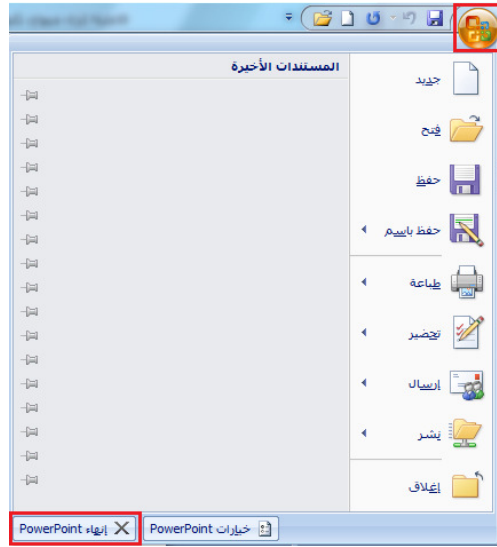 المستندات الأخيرة
جديد
فتح
حفظ
حفظ باسم
طباعة
تحضير
إرسال
نشر
إغلاق
خيارات PowerPoint
إنهاء PowerPoint